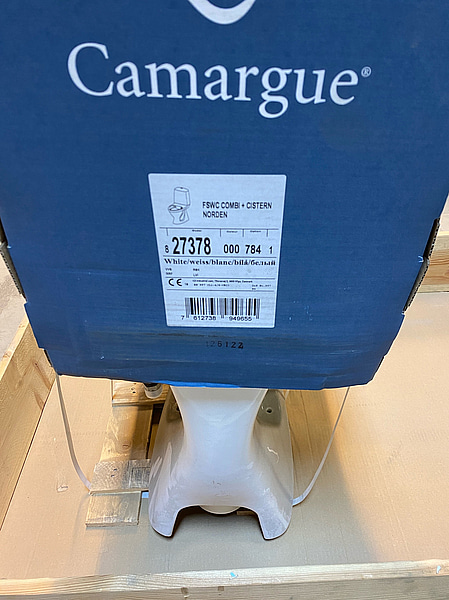 Camargue®
FSWC COMBI + CISTERN
NORDEN
8 27378 000 784 1
White/weiss/blanc/bílá/белый
CE
7 612738 949655